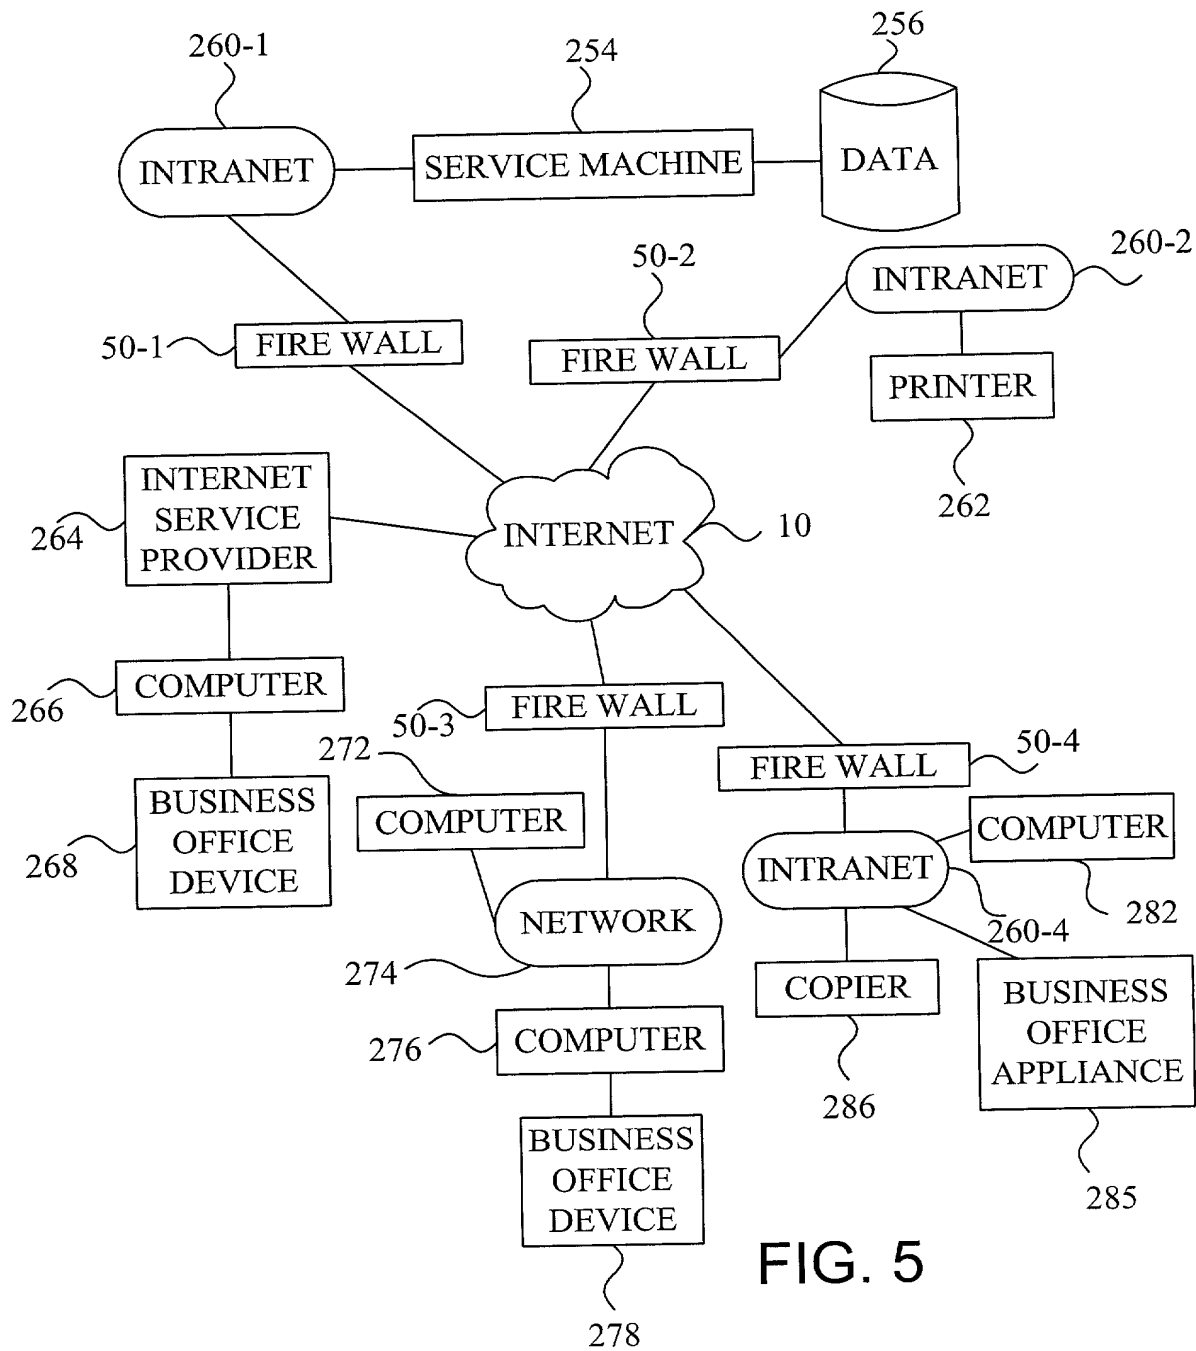 260-1
254
256
INTRANET
SERVICE MACHINE
DATA
50-2
260-2
INTRANET
50-1
FIRE WALL
FIRE WALL
PRINTER
INTERNET
SERVICE
PROVIDER
264
INTERNET
10
262
COMPUTER
266
FIRE WALL
50-3
272
50-4
FIRE WALL
BUSINESS
OFFICE
DEVICE
268
COMPUTER
COMPUTER
INTRANET
282
260-4
NETWORK
274
COPIER
BUSINESS
OFFICE
APPLIANCE
COMPUTER
276
286
BUSINESS
OFFICE
DEVICE
285
278
FIG. 5